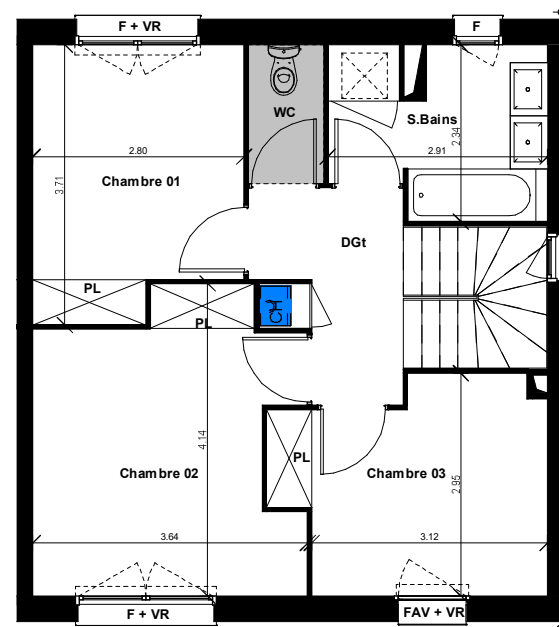 F + VR
F
WC
S.Bains
2.80
2.91
2.34
3.71
Chambre 01
DGt
PL
PL
CH
4.14
Chambre 02
PL
Chambre 03
2.95
3.64
3.12
F + VR
FAV + VR